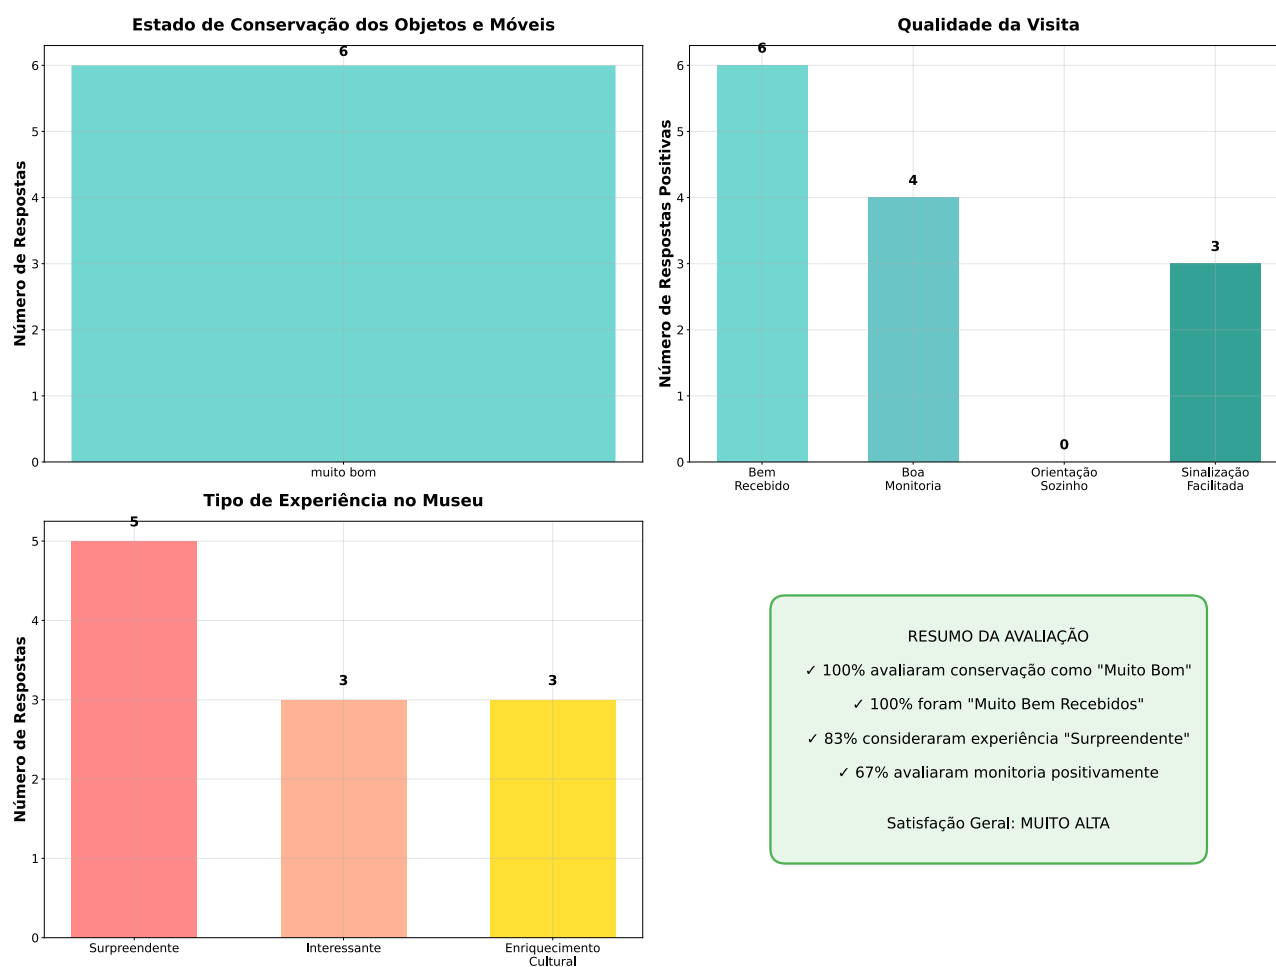 Estado de Conservação dos Objetos e Móveis
6
Número de Respostas
6
5
4
3
2
1
0
muito bom
Qualidade da Visita
6
4
0
3
Número de Respostas Positivas
6
5
4
3
2
1
0
Bem
Recebido
Boa
Monitoria
Orientação
Sozinho
Sinalização
Facilitada
Tipo de Experiência no Museu
5
3
3
Número de Respostas
5
4
3
2
1
0
Surpreendente
Interessante
Enriquecimento
Cultural
RESUMO DA AVALIAÇÃO
✓ 100% avaliaram conservação como "Muito Bom"
✓ 100% foram "Muito Bem Recebidos"
✓ 83% consideraram experiência "Surpreendente"
✓ 67% avaliaram monitoria positivamente
Satisfação Geral: MUITO ALTA